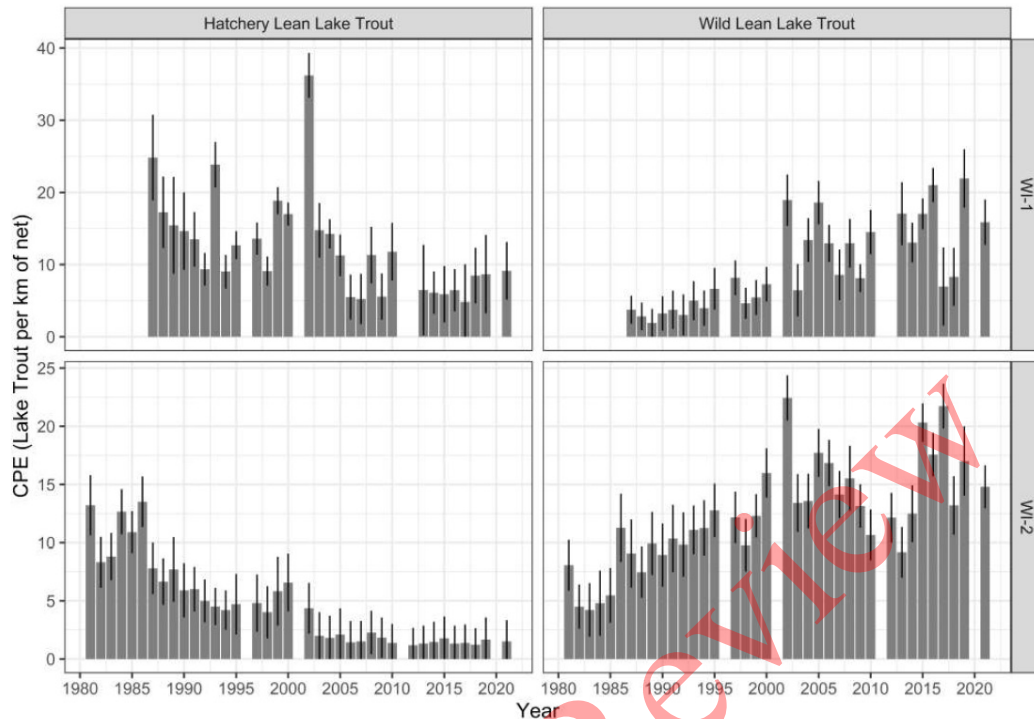 Hatchery Lean Lake Trout
Wild Lean Lake Trout
40
30
20
10
0
WI-1
25
20
15
10
5
0
WI-2
CPE (Lake Trout per km of net)
1980 1985 1990 1995 2000 2005 2010 2015 2020
1980 1985 1990 1995 2000 2005 2010 2015 2020
Year
eview